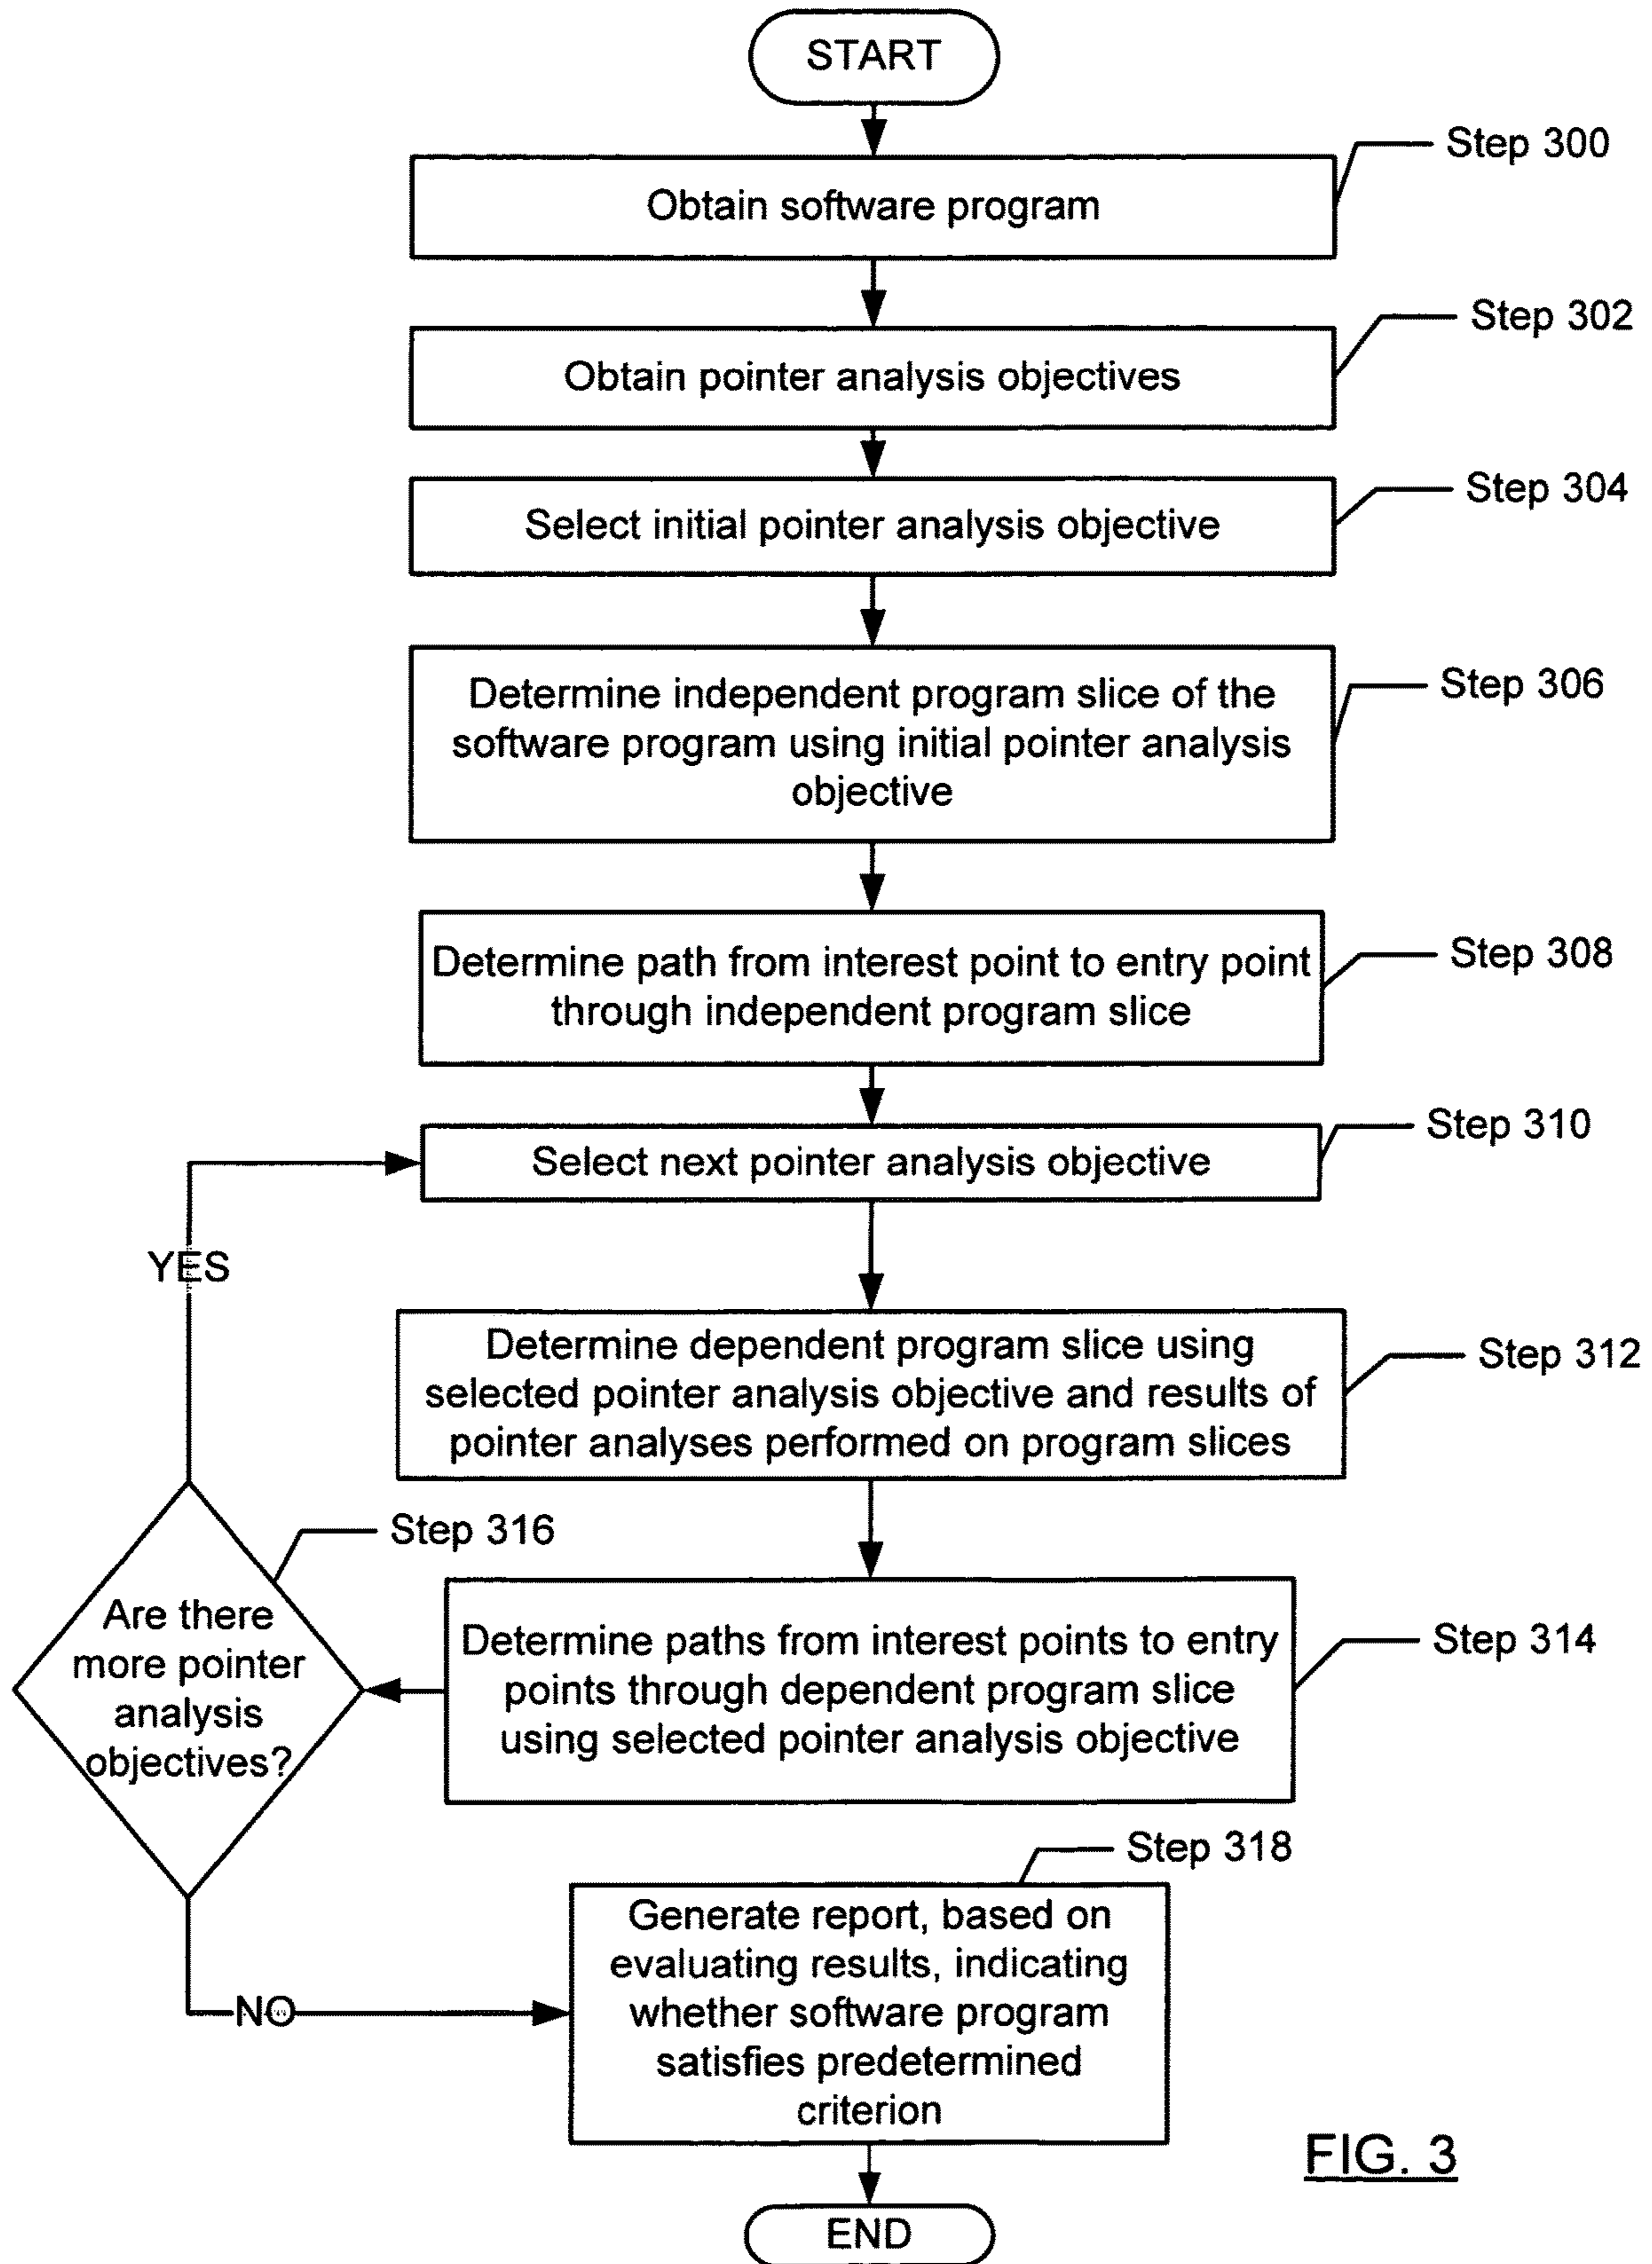 START
Step 300
Obtain software program
Step 302
Obtain pointer analysis objectives
Step 304
Select initial pointer analysis objective
Step 306
Determine independent program slice of the
software program using initial pointer analysis
objective
Step 308
Determine path from interest point to entry point
through independent program slice
Step 310
Select next pointer analysis objective
YES
Step 312
Determine dependent program slice using
selected pointer analysis objective and results of
pointer analyses performed on program slices
Step 316
Are there
more pointer
analysis
objectives?
Step 314
Determine paths from interest points to entry
points through dependent program slice
using selected pointer analysis objective
Step 318
NO
Generate report, based on
evaluating results, indicating
whether software program
satisfies predetermined
criterion
FIG. 3
END